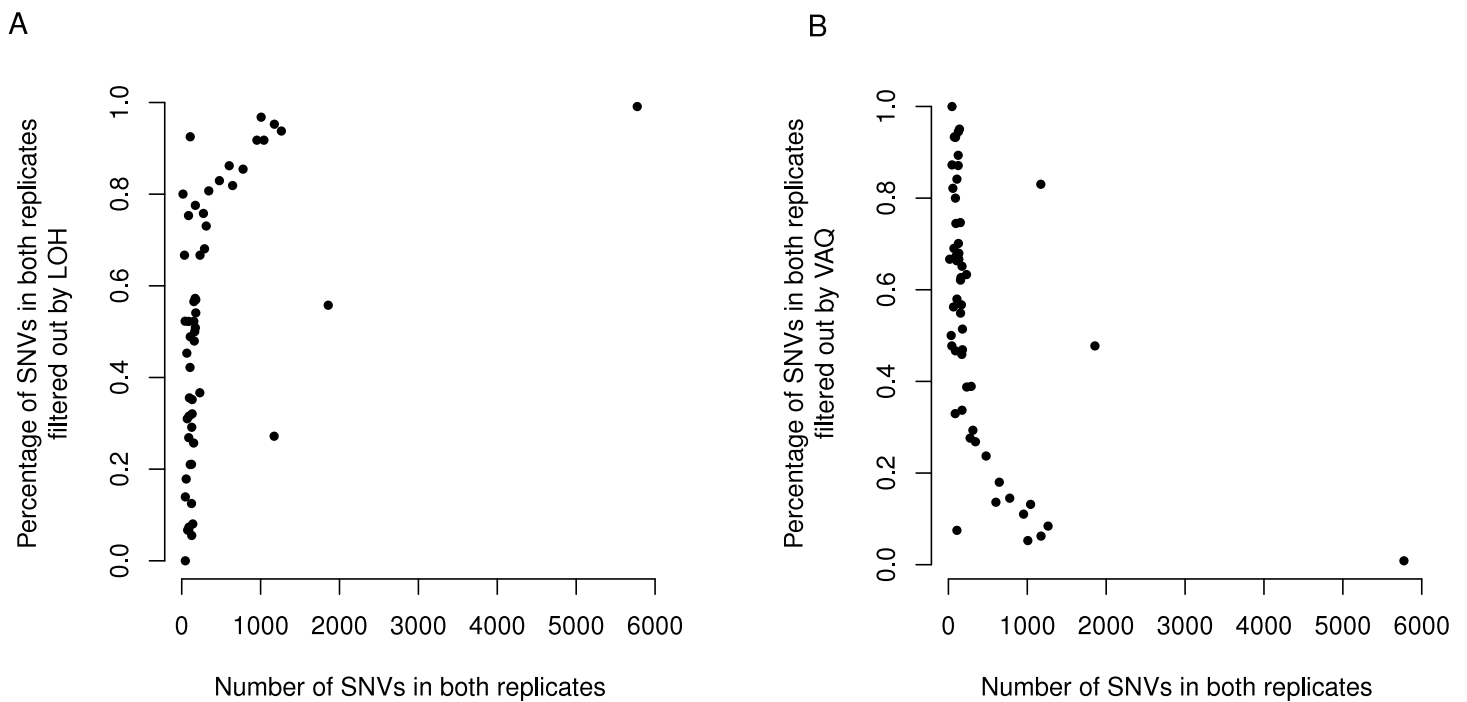 A
Percentage of SNVs in both replicates
filtered out by LOH
1.0
0.8
0.6
0.4
0.2
0.0
0 1000 2000 3000 4000 5000 6000
Number of SNVs in both replicates
B
Percentage of SNVs in both replicates
filtered out by VAQ
1.0
0.8
0.6
0.4
0.2
0.0
0 1000 2000 3000 4000 5000 6000
Number of SNVs in both replicates